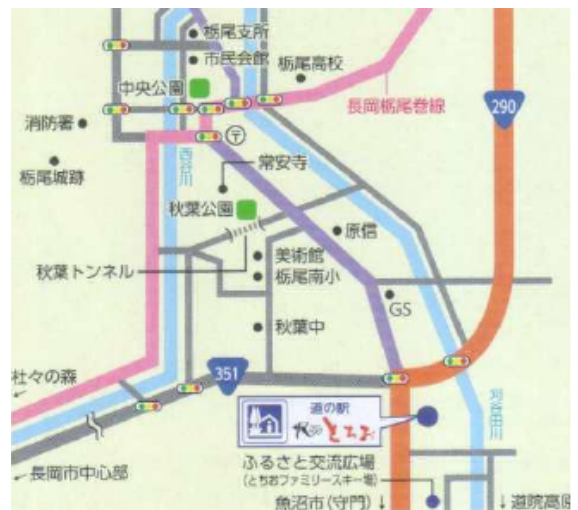 栃尾支所
市民会館
栃尾高校
中央公園
長岡栃尾巻線
290
消防署
〒
西谷川
常安寺
栃尾城跡
秋葉公園
原信
美術館
秋葉トンネル
栃尾南小
GS
秋葉中
351
杜々の森
道の駅
R290とちお
刈谷田川
ふるさと交流広場
(とちおファミリースキー場)
長岡市中心部
魚沼市(守門)↓
↓道院高原